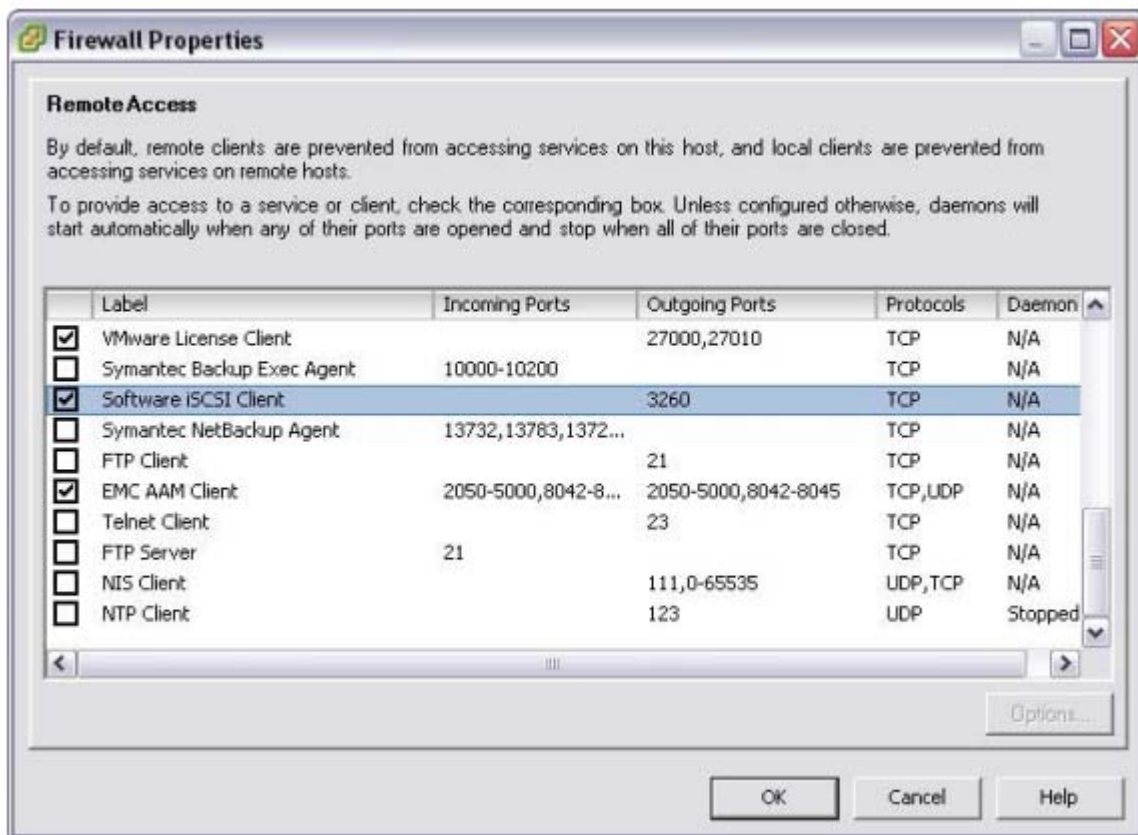 Firewall Properties
Remote Access
By default, remote clients are prevented from accessing services on this host, and local clients are prevented from
accessing services on remote hosts.
To provide access to a service or client, check the corresponding box. Unless configured otherwise, daemons will
start automatically when any of their ports are opened and stop when all of their ports are closed.
Label Incoming Ports Outgoing Ports Protocols Daemon
VMware License Client 27000,27010 TCP N/A
Symantec Backup Exec Agent 10000-10200 TCP N/A
Software iSCSI Client 3260 TCP N/A
Symantec NetBackup Agent 13732,13783,1372... TCP N/A
FTP Client 21 TCP N/A
EMC AAM Client 2050-5000,8042-8... 2050-5000,8042-8045 TCP,UDP N/A
Telnet Client 23 TCP N/A
FTP Server 21 TCP N/A
NIS Client 111,0-65535 UDP,TCP N/A
NTP Client 123 UDP Stopped
Options...
OK Cancel Help